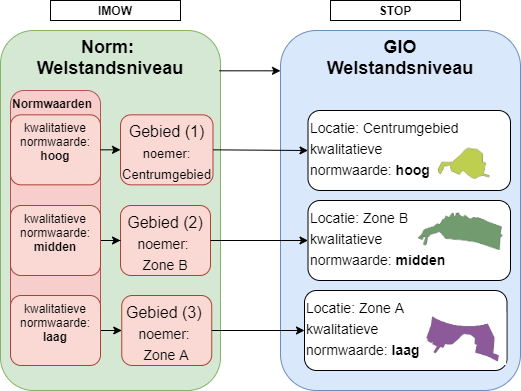 IMOW
STOP
Norm:
Welstandsniveau
Normwaarden
kwalitatieve
normwaarde:
hoog
Gebied (1)
noemer:
Centrumgebied
kwalitatieve
normwaarde:
midden
Gebied (2)
noemer:
Zone B
kwalitatieve
normwaarde:
laag
Gebied (3)
noemer:
Zone A
GIO
Welstandsniveau
Locatie: Centrumgebied
kwalitatieve
normwaarde: hoog
Locatie: Zone B
kwalitatieve
normwaarde: midden
Locatie: Zone A
kwalitatieve
normwaarde: laag